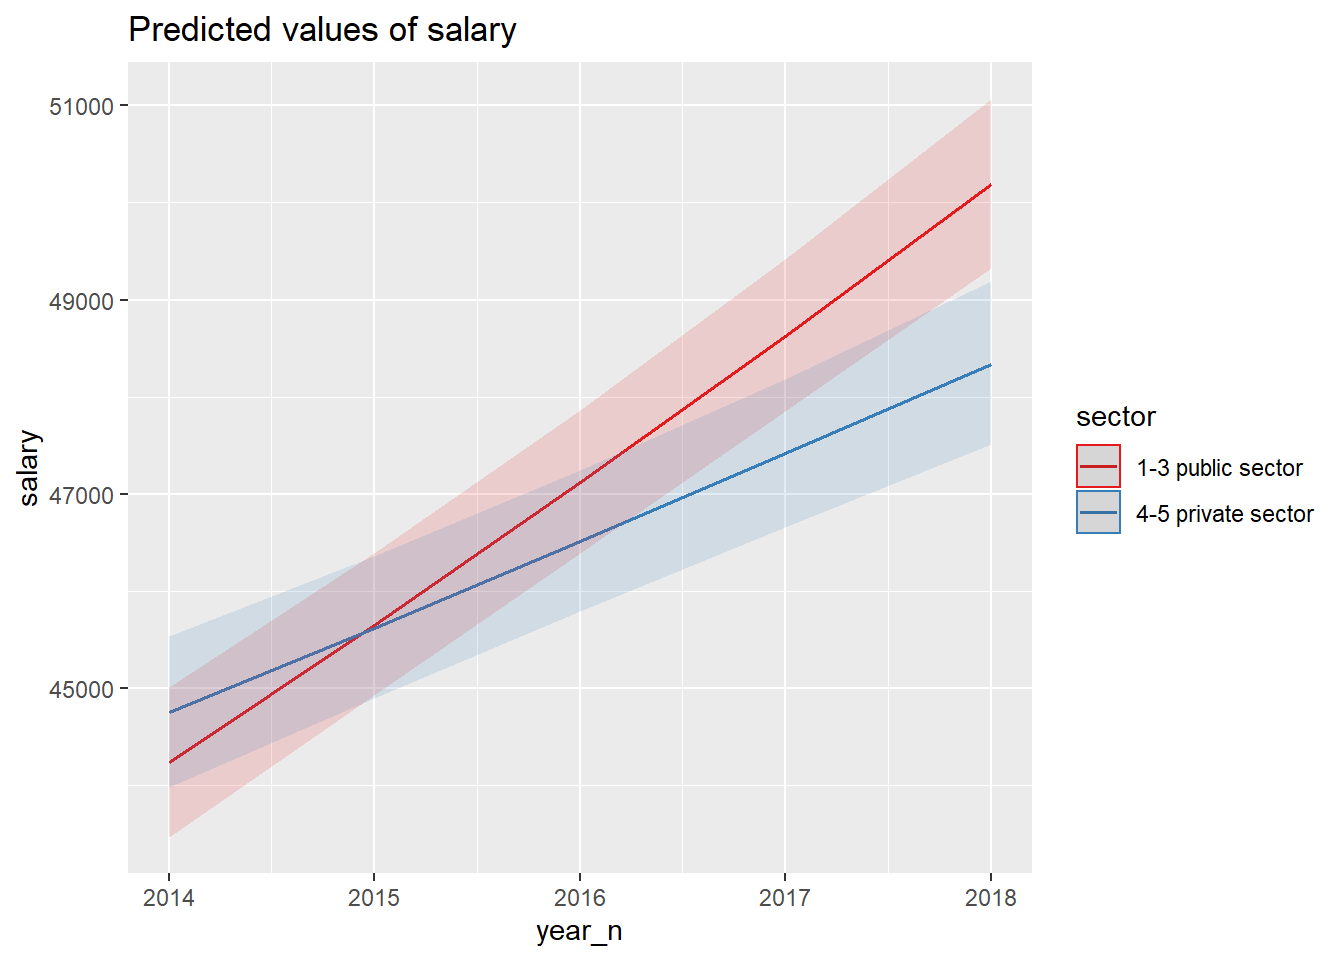 Predicted values of salary
51000
49000
47000
45000
salary
2014 2015 2016 2017 2018
year_n
sector
1-3 public sector
4-5 private sector